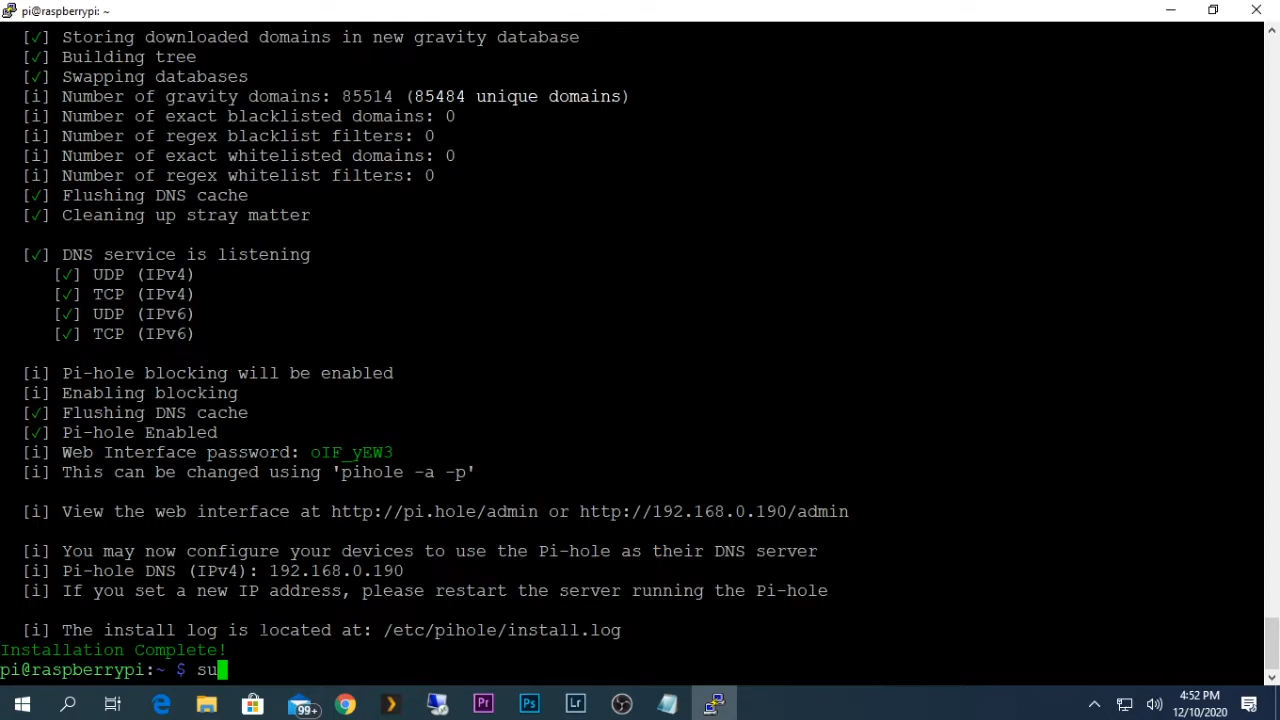 pi@raspberrypi: ~
[✓] Storing downloaded domains in new gravity database
[✓] Building tree
[✓] Swapping databases
[i] Number of gravity domains: 85514 (85484 unique domains)
[i] Number of exact blacklisted domains: 0
[i] Number of regex blacklist filters: 0
[i] Number of exact whitelisted domains: 0
[i] Number of regex whitelist filters: 0
[✓] Flushing DNS cache
[✓] Cleaning up stray matter
[✓] DNS service is listening
[✓] UDP (IPv4)
[✓] TCP (IPv4)
[✓] UDP (IPv6)
[✓] TCP (IPv6)
[i] Pi-hole blocking will be enabled
[i] Enabling blocking
[✓] Flushing DNS cache
[✓] Pi-hole Enabled
[i] Web Interface password: oIF_yEW3
[i] This can be changed using 'pihole -a -p'
[i] View the web interface at http://pi.hole/admin or http://192.168.0.190/admin
[i] You may now configure your devices to use the Pi-hole as their DNS server
[i] Pi-hole DNS (IPv4): 192.168.0.190
[i] If you set a new IP address, please restart the server running the Pi-hole
[i] The install log is located at: /etc/pihole/install.log
Installation Complete!
pi@raspberrypi:~ $ su
99+ Pr Ps Lr 4:52 PM
12/10/2020